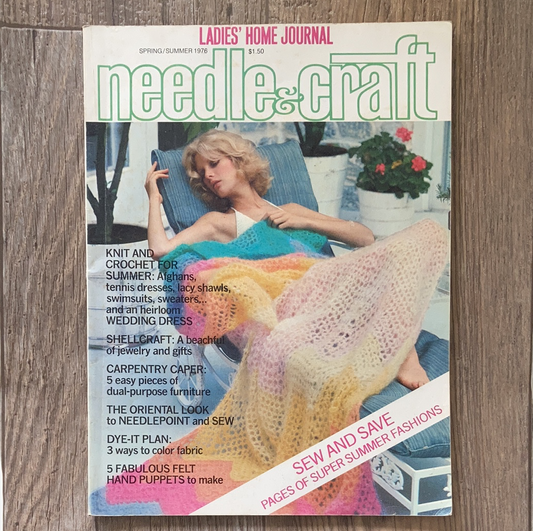 LADIES' HOME JOURNAL
SPRING/SUMMER 1976 $1.50
needle&craft
KNIT AND
CROCHET FOR
SUMMER: Afghans,
tennis dresses, lacy shawls,
swimsuits, sweaters...
and an heirloom
WEDDING DRESS
SHELLCRAFT: A beachful
of jewelry and gifts
CARPENTRY CAPER:
5 easy pieces of
dual-purpose furniture
THE ORIENTAL LOOK
to NEEDLEPOINT and SEW
DYE-IT PLAN:
3 ways to color fabric
5 FABULOUS FELT
HAND PUPPETS to make
SEW AND SAVE
PAGES OF SUPER SUMMER FASHIONS